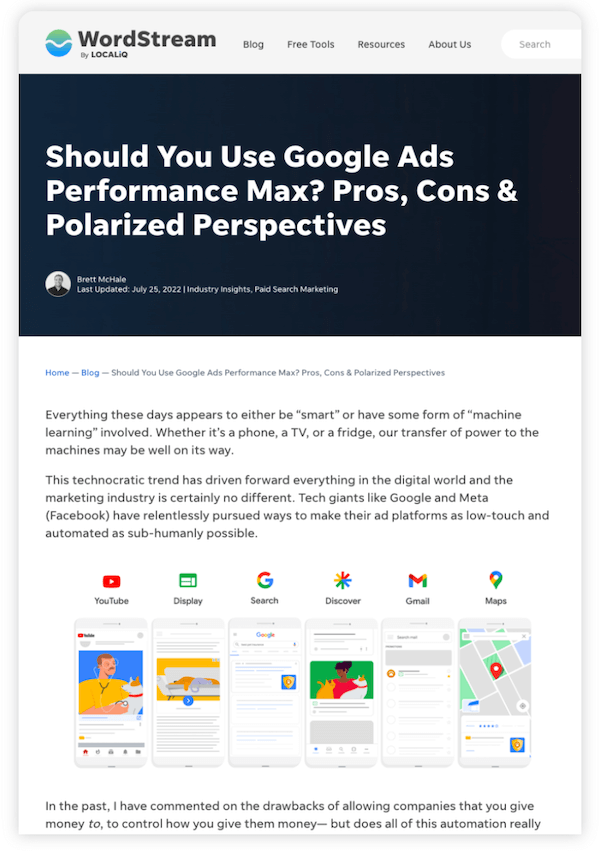 WordStream
By LOCALiQ
Blog Free Tools Resources About Us Search
Should You Use Google Ads
Performance Max? Pros, Cons &
Polarized Perspectives
Brett McHale
Last Updated: July 25, 2022 | Industry Insights, Paid Search Marketing
Home — Blog — Should You Use Google Ads Performance Max? Pros, Cons & Polarized Perspectives
Everything these days appears to either be “smart” or have some form of “machine
learning” involved. Whether it’s a phone, a TV, or a fridge, our transfer of power to the
machines may be well on its way.
This technocratic trend has driven forward everything in the digital world and the
marketing industry is certainly no different. Tech giants like Google and Meta
(Facebook) have relentlessly pursued ways to make their ad platforms as low-touch and
automated as sub-humanly possible.
YouTube Display Search Discover Gmail Maps
YouTube
Google
Search mail
In the past, I have commented on the drawbacks of allowing companies that you give
money to, to control how you give them money— but does all of this automation really